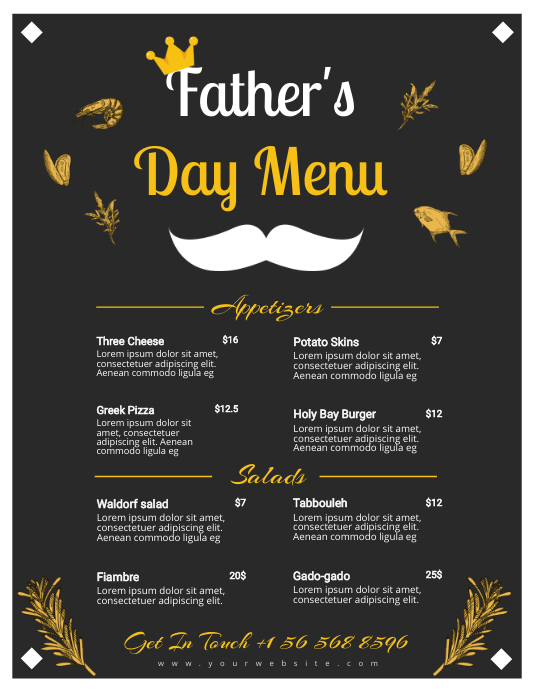 Father's
Day Menu
Appetizers
Three Cheese $16
Lorem ipsum dolor sit amet,
consectetuer adipiscing elit.
Aenean commodo ligula eg
Potato Skins $7
Lorem ipsum dolor sit amet,
consectetuer adipiscing elit.
Aenean commodo ligula eg
Greek Pizza $12.5
Lorem ipsum dolor sit
amet, consectetuer
adipiscing elit. Aenean
commodo ligula eg
Holy Bay Burger $12
Lorem ipsum dolor sit amet,
consectetuer adipiscing elit.
Aenean commodo ligula eg
Salads
Waldorf salad $7
Lorem ipsum dolor sit amet,
consectetuer adipiscing elit.
Aenean commodo ligula eg
Tabbouleh $12
Lorem ipsum dolor sit amet,
consectetuer adipiscing elit.
Aenean commodo ligula eg
Fiambre 20$
Lorem ipsum dolor sit amet,
consectetuer adipiscing elit.
Gado-gado 25$
Lorem ipsum dolor sit amet,
consectetuer adipiscing elit.
Get In Touch +1 56 568 8596
www.yourwebsite.com